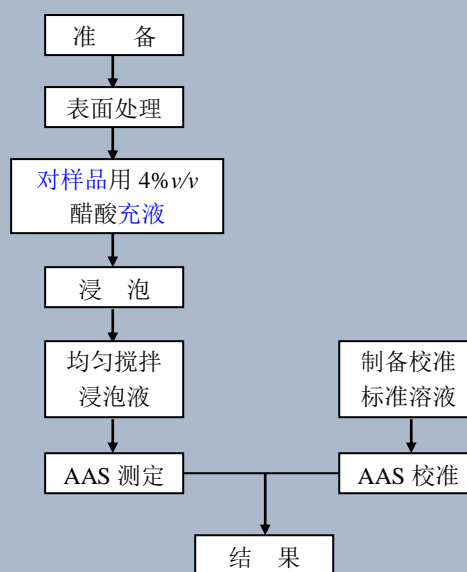 准 备
表面处理
对样品用 4%v/v
醋酸充液
浸 泡
均匀搅拌
浸泡液
制备校准
标准溶液
AAS 测定
AAS 校准
结 果